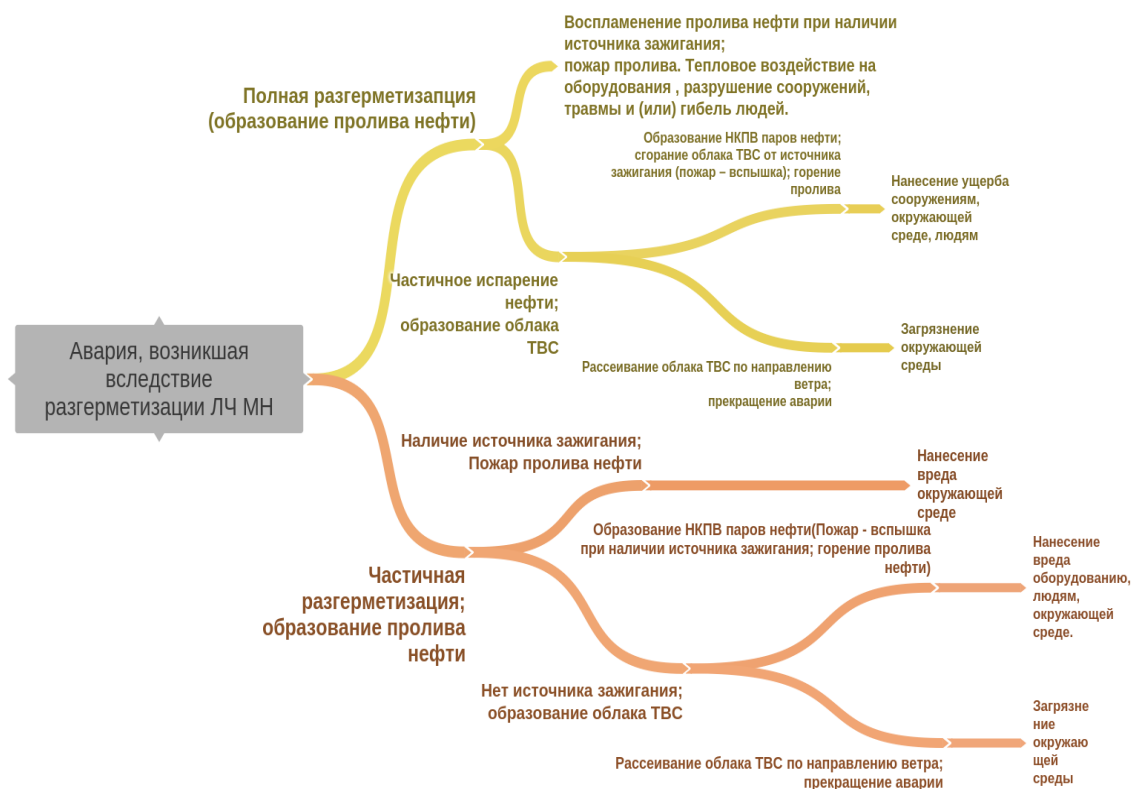 Воспламенение пролива нефти при наличии
источника зажигания;
пожар пролива. Тепловое воздействие на
оборудования , разрушение сооружений,
травмы и (или) гибель людей.
Полная разгерметизапция
(образование пролива нефти)
Образование НКПВ паров нефти;
сгорание облака ТВС от источника
зажигания (пожар – вспышка); горение
пролива
Нанесение ущерба
сооружениям,
окружающей
среде, людям
Частичное испарение
нефти;
образование облака
ТВС
Загрязнение
окружающей
среды
Рассеивание облака ТВС по направлению
ветра;
прекращение аварии
Авария, возникшая
вследствие
разгерметизации ЛЧ МН
Наличие источника зажигания;
Пожар пролива нефти
Нанесение
вреда
окружающей
среде
Образование НКПВ паров нефти(Пожар - вспышка
при наличии источника зажигания; горение пролива
нефти)
Нанесение
вреда
оборудованию,
людям,
окружающей
среде.
Частичная
разгерметизация;
образование пролива
нефти
Нет источника зажигания;
образование облака ТВС
Загрязне
ние
окружаю
щей
среды
Рассеивание облака ТВС по направлению ветра;
прекращение аварии